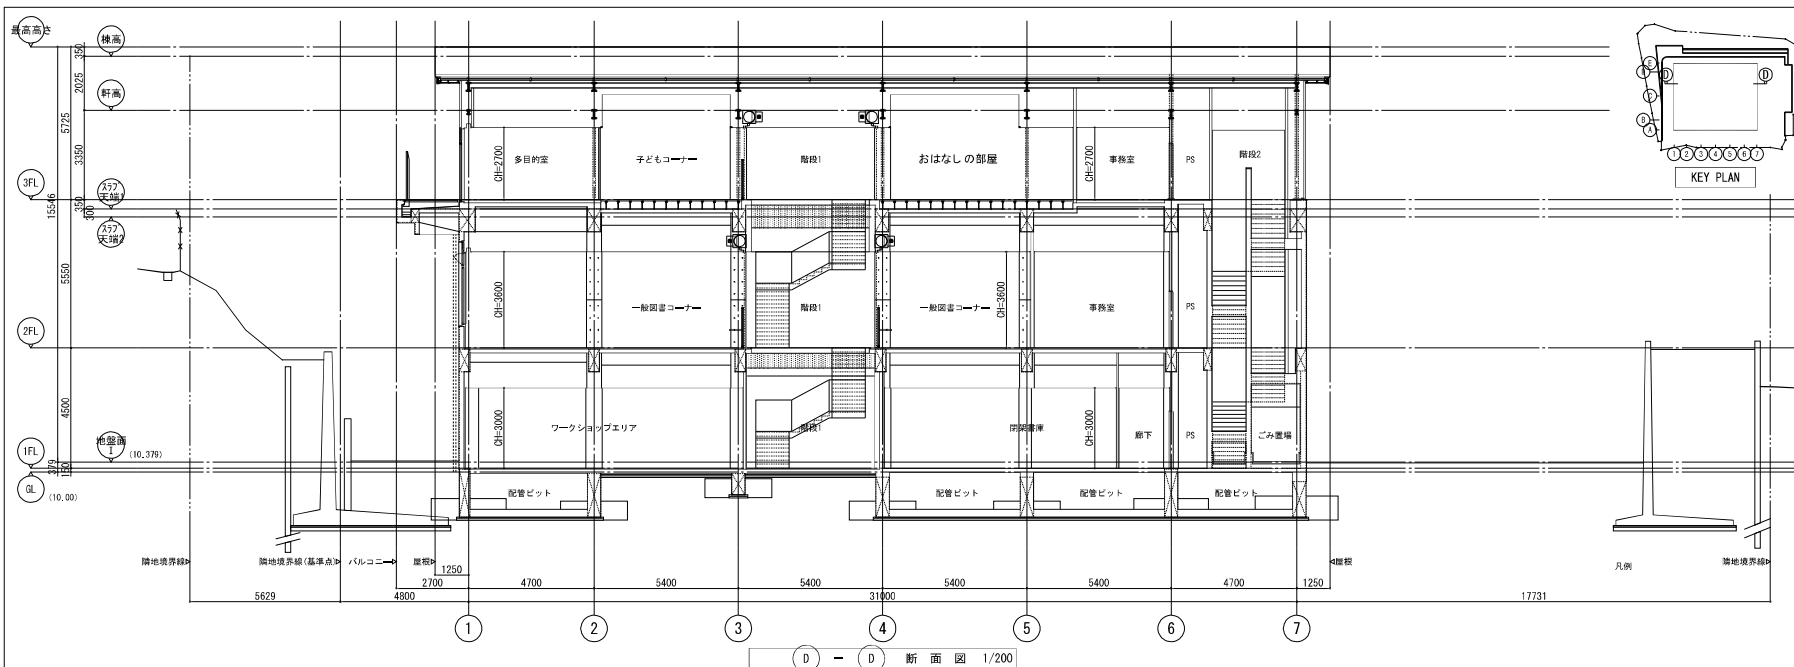 最高高さ
棟高
軒高
3FL
ｽﾗﾌﾞ
天端1
ｽﾗﾌﾞ
天端2
2FL
1FL
地盤面
I
(10.379)
GL
(10.00)
350
2025
5725
3350
15546
350
300
5550
4500
379
150
多目的室
CH=2700
子どもコーナー
階段1
おはなしの部屋
CH=2700
事務室
PS
階段2
CH=3600
一般図書コーナー
階段1
一般図書コーナー
CH=3600
事務室
PS
CH=3000
ワークショップエリア
階段1
閉架書庫
CH=3000
廊下
PS
ごみ置場
配管ピット
配管ピット
配管ピット
配管ピット
隣地境界線
隣地境界線(基準点)
バルコニー
屋根
屋根
凡例
隣地境界線
1250
2700
4700
5400
5400
5400
5400
4700
1250
5629
4800
31000
17731
1
2
3
4
5
6
7
D － D 断面図 1/200
D
D
E
C
B
A
1 2 3 4 5 6 7
KEY PLAN